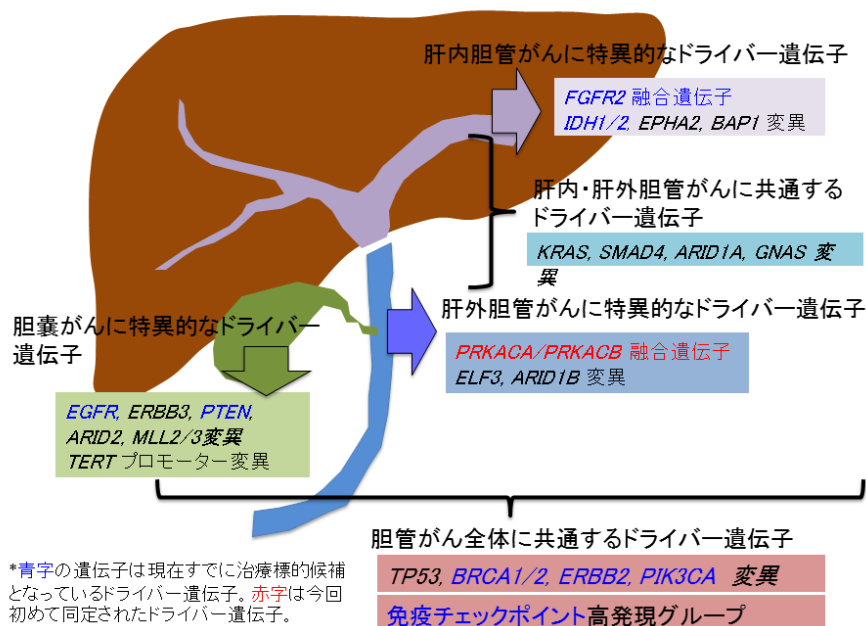 肝内胆管がんに特異的なドライバー遺伝子
FGFR2 融合遺伝子
IDH1/2, EPHA2, BAP1 変異
肝内・肝外胆管がんに共通する
ドライバー遺伝子
KRAS, SMAD4, ARID1A, GNAS 変
異
肝外胆管がんに特異的なドライバー遺伝子
PRKACA/PRKACB 融合遺伝子
ELF3, ARID1B 変異
胆嚢がんに特異的なドライバー
遺伝子
EGFR, ERBB3, PTEN,
ARID2, MLL2/3変異
TERT プロモーター変異
胆管がん全体に共通するドライバー遺伝子
TP53, BRCA1/2, ERBB2, PIK3CA 変異
免疫チェックポイント高発現グループ
*青字の遺伝子は現在すでに治療標的候補
となっているドライバー遺伝子。赤字は今回
初めて同定されたドライバー遺伝子。